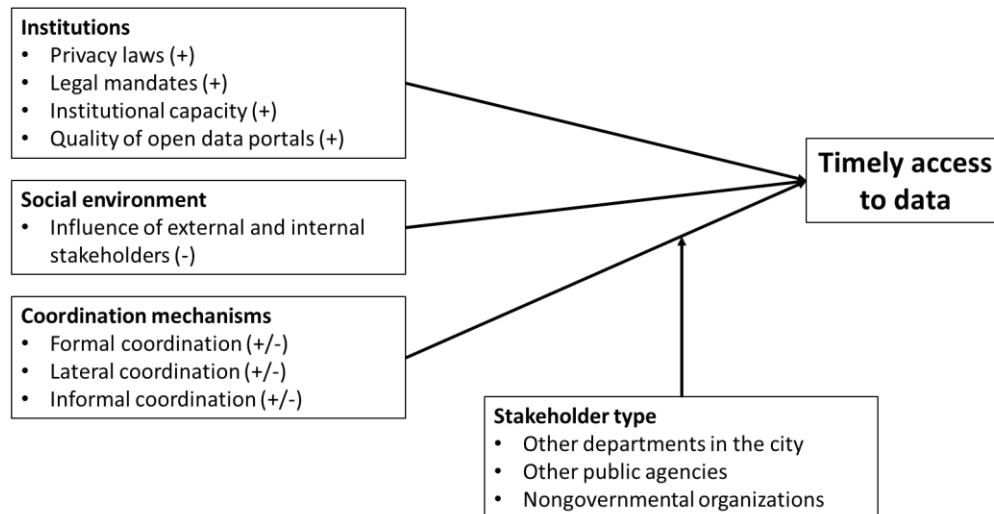 Institutions
• Privacy laws (+)
• Legal mandates (+)
• Institutional capacity (+)
• Quality of open data portals (+)
Timely access
to data
Social environment
• Influence of external and internal
stakeholders (-)
Coordination mechanisms
• Formal coordination (+/-)
• Lateral coordination (+/-)
• Informal coordination (+/-)
Stakeholder type
• Other departments in the city
• Other public agencies
• Nongovernmental organizations